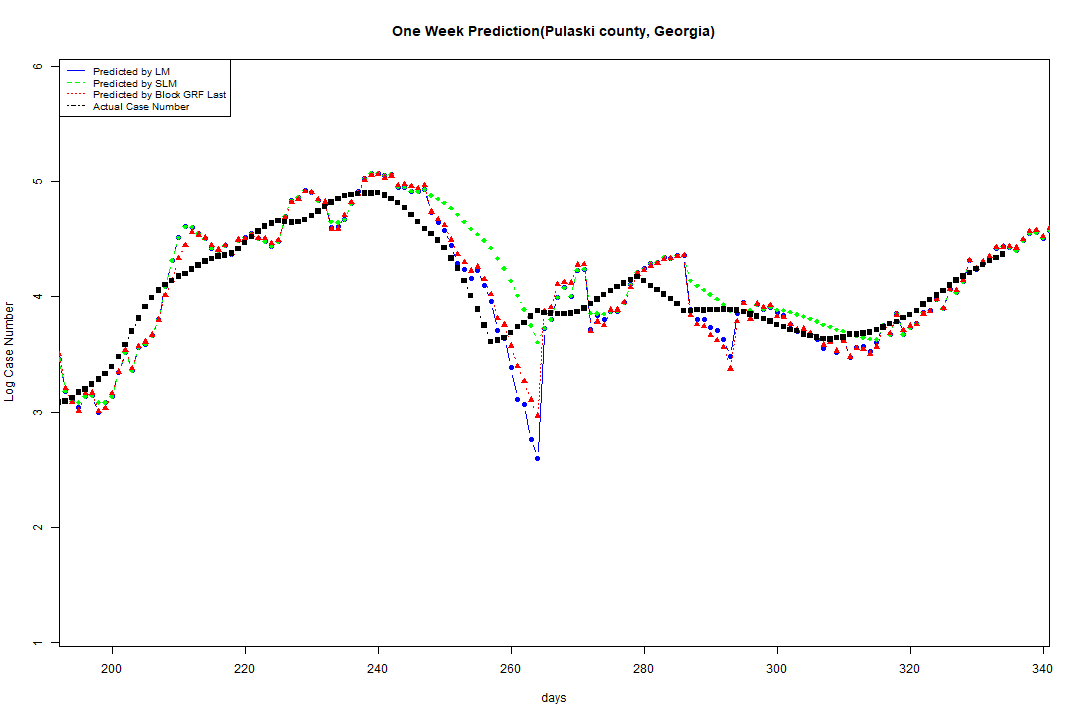 One Week Prediction(Pulaski county, Georgia)
Predicted by LM
Predicted by SLM
Predicted by Block GRF Last
Actual Case Number
Log Case Number
6
5
4
3
2
1
200 220 240 260 280 300 320 340
days